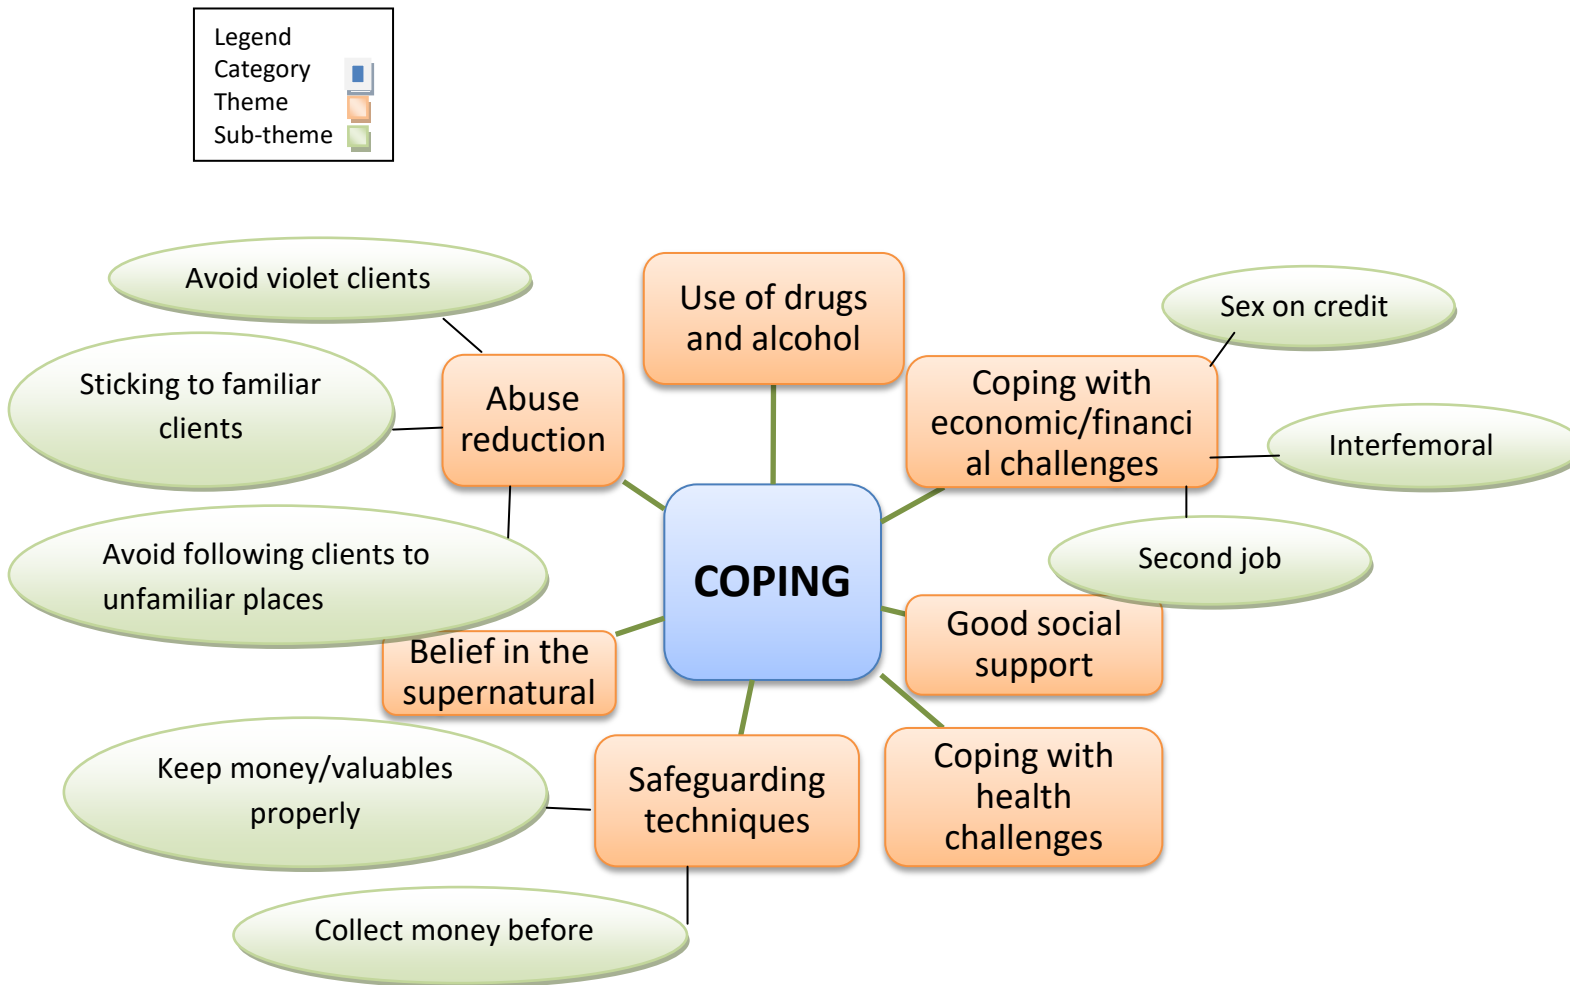 Legend
Category
Theme
Sub-theme
Avoid violet clients
Sticking to familiar
clients
Avoid following clients to
unfamiliar places
Abuse
reduction
Use of drugs
and alcohol
Coping with
economic/financi
al challenges
Sex on credit
Interfemoral
Second job
COPING
Good social
support
Belief in the
supernatural
Coping with
health
challenges
Safeguarding
techniques
Keep money/valuables
properly
Collect money before